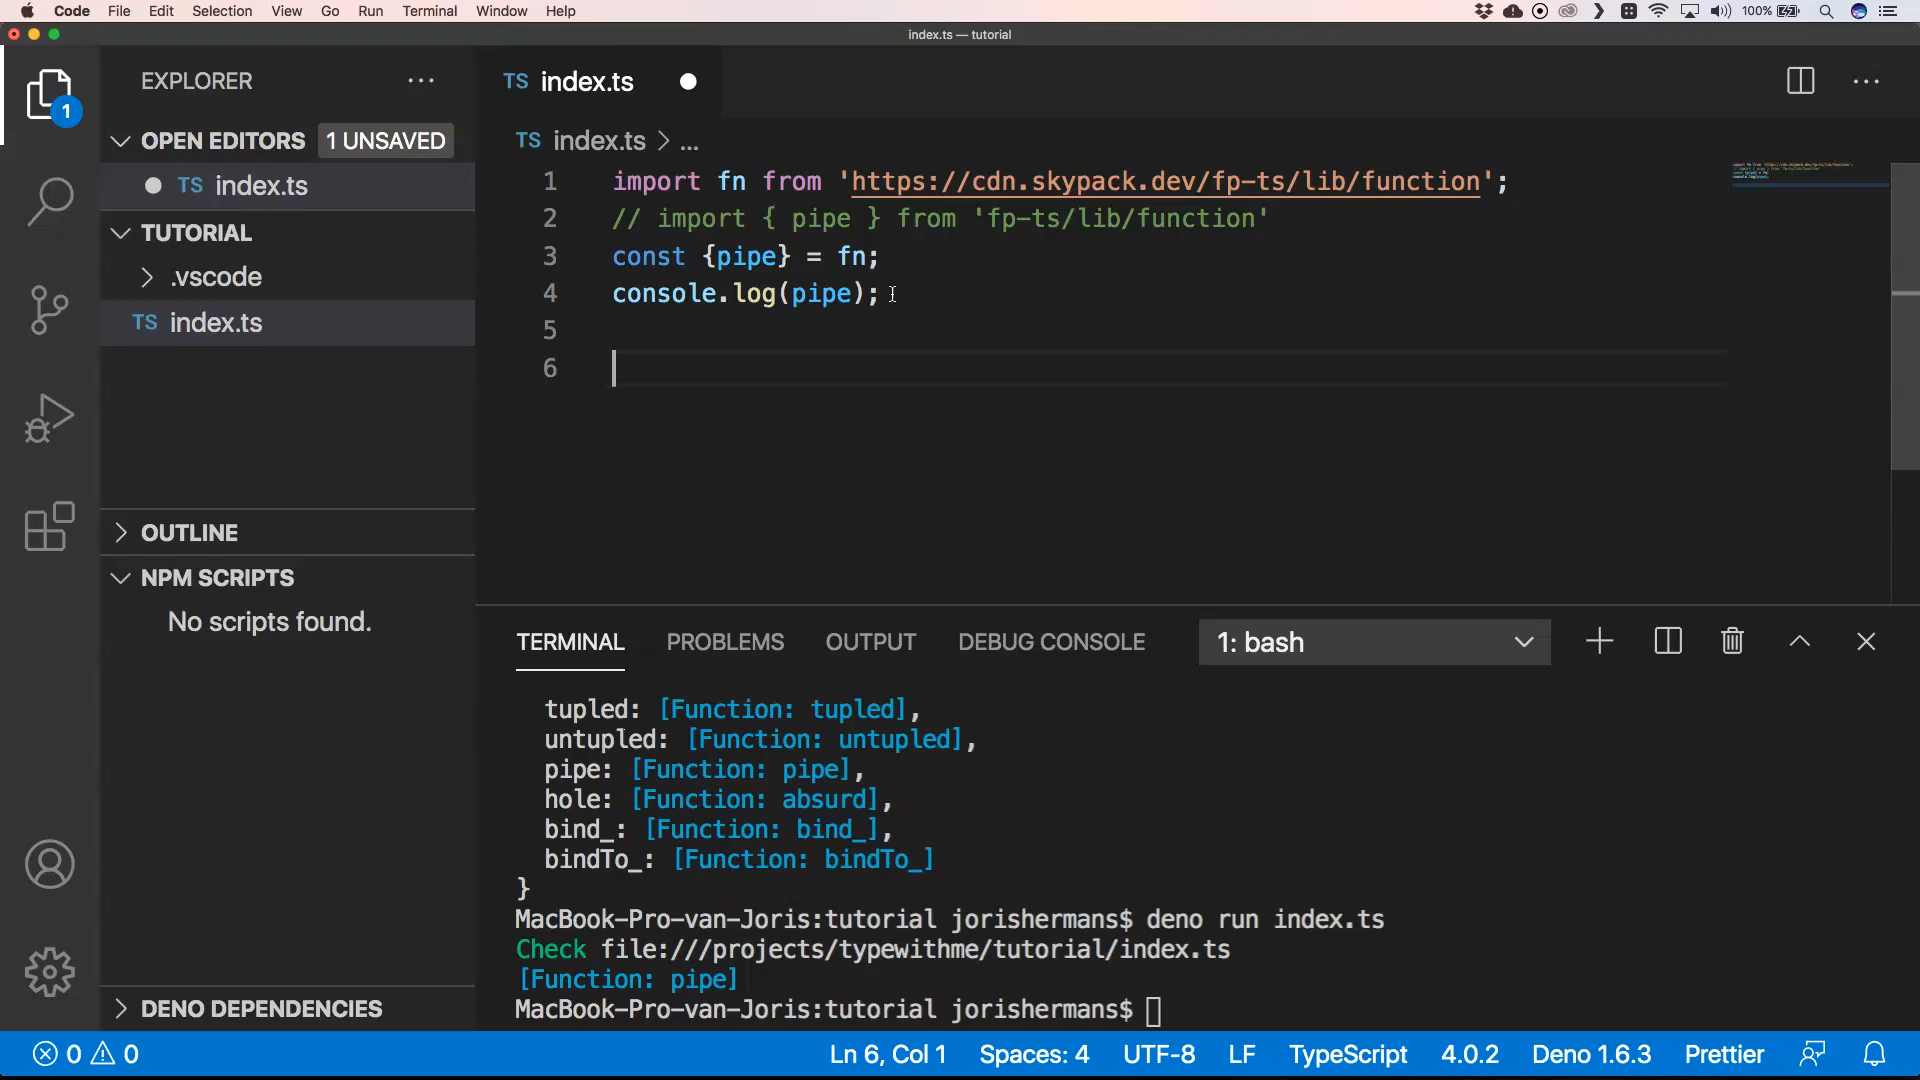 Code File Edit Selection View Go Run Terminal Window Help
100%
index.ts — tutorial
EXPLORER
1
OPEN EDITORS 1 UNSAVED
TS index.ts
TUTORIAL
.vscode
TS index.ts
OUTLINE
NPM SCRIPTS
No scripts found.
DENO DEPENDENCIES
TS index.ts
TS index.ts > ...
1 import fn from 'https://cdn.skypack.dev/fp-ts/lib/function';
2 // import { pipe } from 'fp-ts/lib/function'
3 const {pipe} = fn;
4 console.log(pipe);
5
6
TERMINAL PROBLEMS OUTPUT DEBUG CONSOLE 1: bash
tupled: [Function: tupled],
untupled: [Function: untupled],
pipe: [Function: pipe],
hole: [Function: absurd],
bind_: [Function: bind_],
bindTo_: [Function: bindTo_]
}
MacBook-Pro-van-Joris:tutorial jorishermans$ deno run index.ts
Check file:///projects/typewithme/tutorial/index.ts
[Function: pipe]
MacBook-Pro-van-Joris:tutorial jorishermans$
0 0 Ln 6, Col 1 Spaces: 4 UTF-8 LF TypeScript 4.0.2 Deno 1.6.3 Prettier